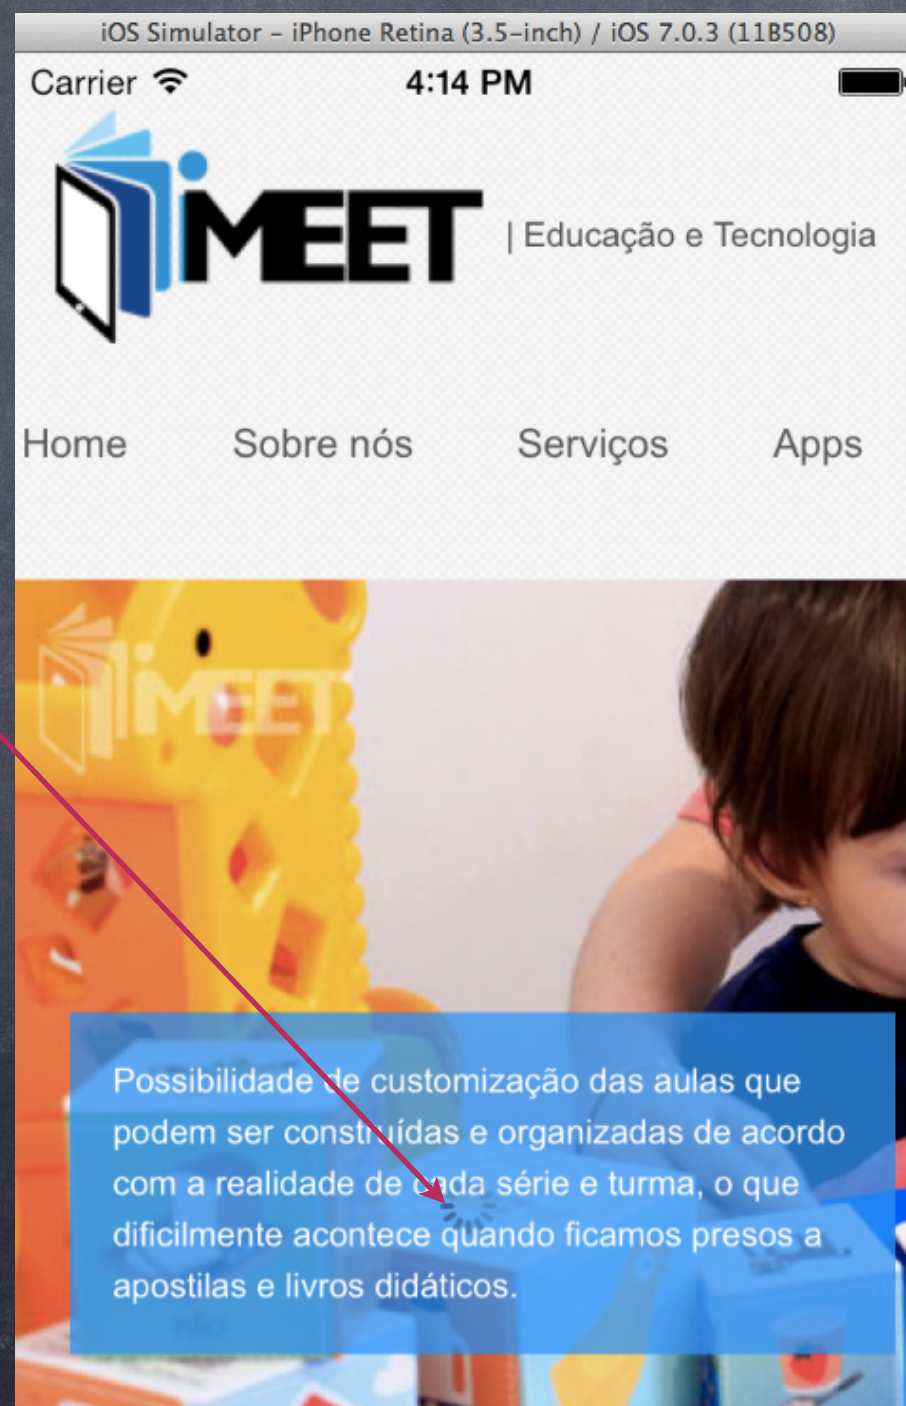 iOS Simulator – iPhone Retina (3.5-inch) / iOS 7.0.3 (11B508)
Carrier 4:14 PM
iMEET | Educação e Tecnologia
Home Sobre nós Serviços Apps
iMEET
Possibilidade de customização das aulas que
podem ser construídas e organizadas de acordo
com a realidade de cada série e turma, o que
dificilmente acontece quando ficamos presos a
apostilas e livros didáticos.
PÃO